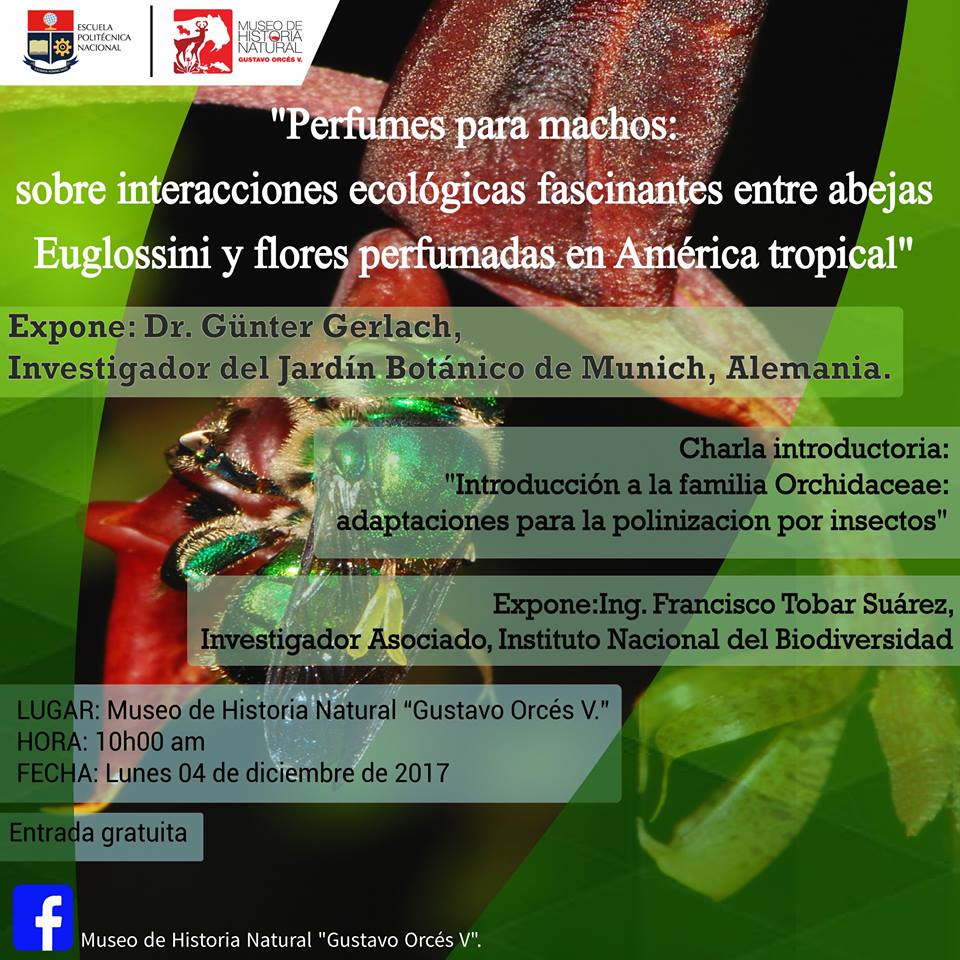 ESCUELA
POLITÉCNICA
NACIONAL
MUSEO DE
HISTORIA
NATURAL
GUSTAVO ORCÉS V.
"Perfumes para machos:
sobre interacciones ecológicas fascinantes entre abejas
Euglossini y flores perfumadas en América tropical"
Expone: Dr. Günter Gerlach,
Investigador del Jardín Botánico de Munich, Alemania.
Charla introductoria:
"Introducción a la familia Orchidaceae:
adaptaciones para la polinizacion por insectos"
Expone:Ing. Francisco Tobar Suárez,
Investigador Asociado, Instituto Nacional del Biodiversidad
LUGAR: Museo de Historia Natural “Gustavo Orcés V.”
HORA: 10h00 am
FECHA: Lunes 04 de diciembre de 2017
Entrada gratuita
f
Museo de Historia Natural "Gustavo Orcés V".